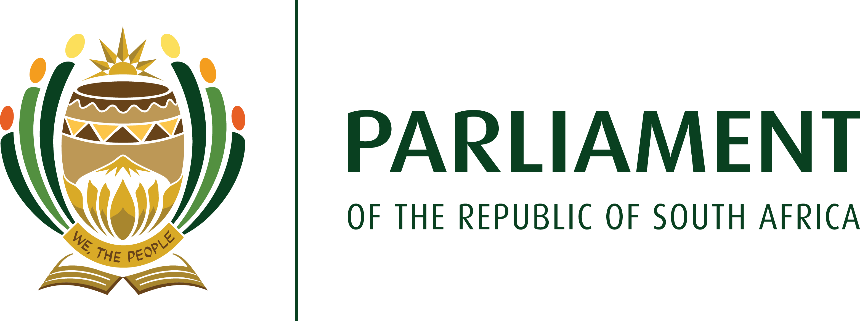 WE, THE PEOPLE
PARLIAMENT
OF THE REPUBLIC OF SOUTH AFRICA